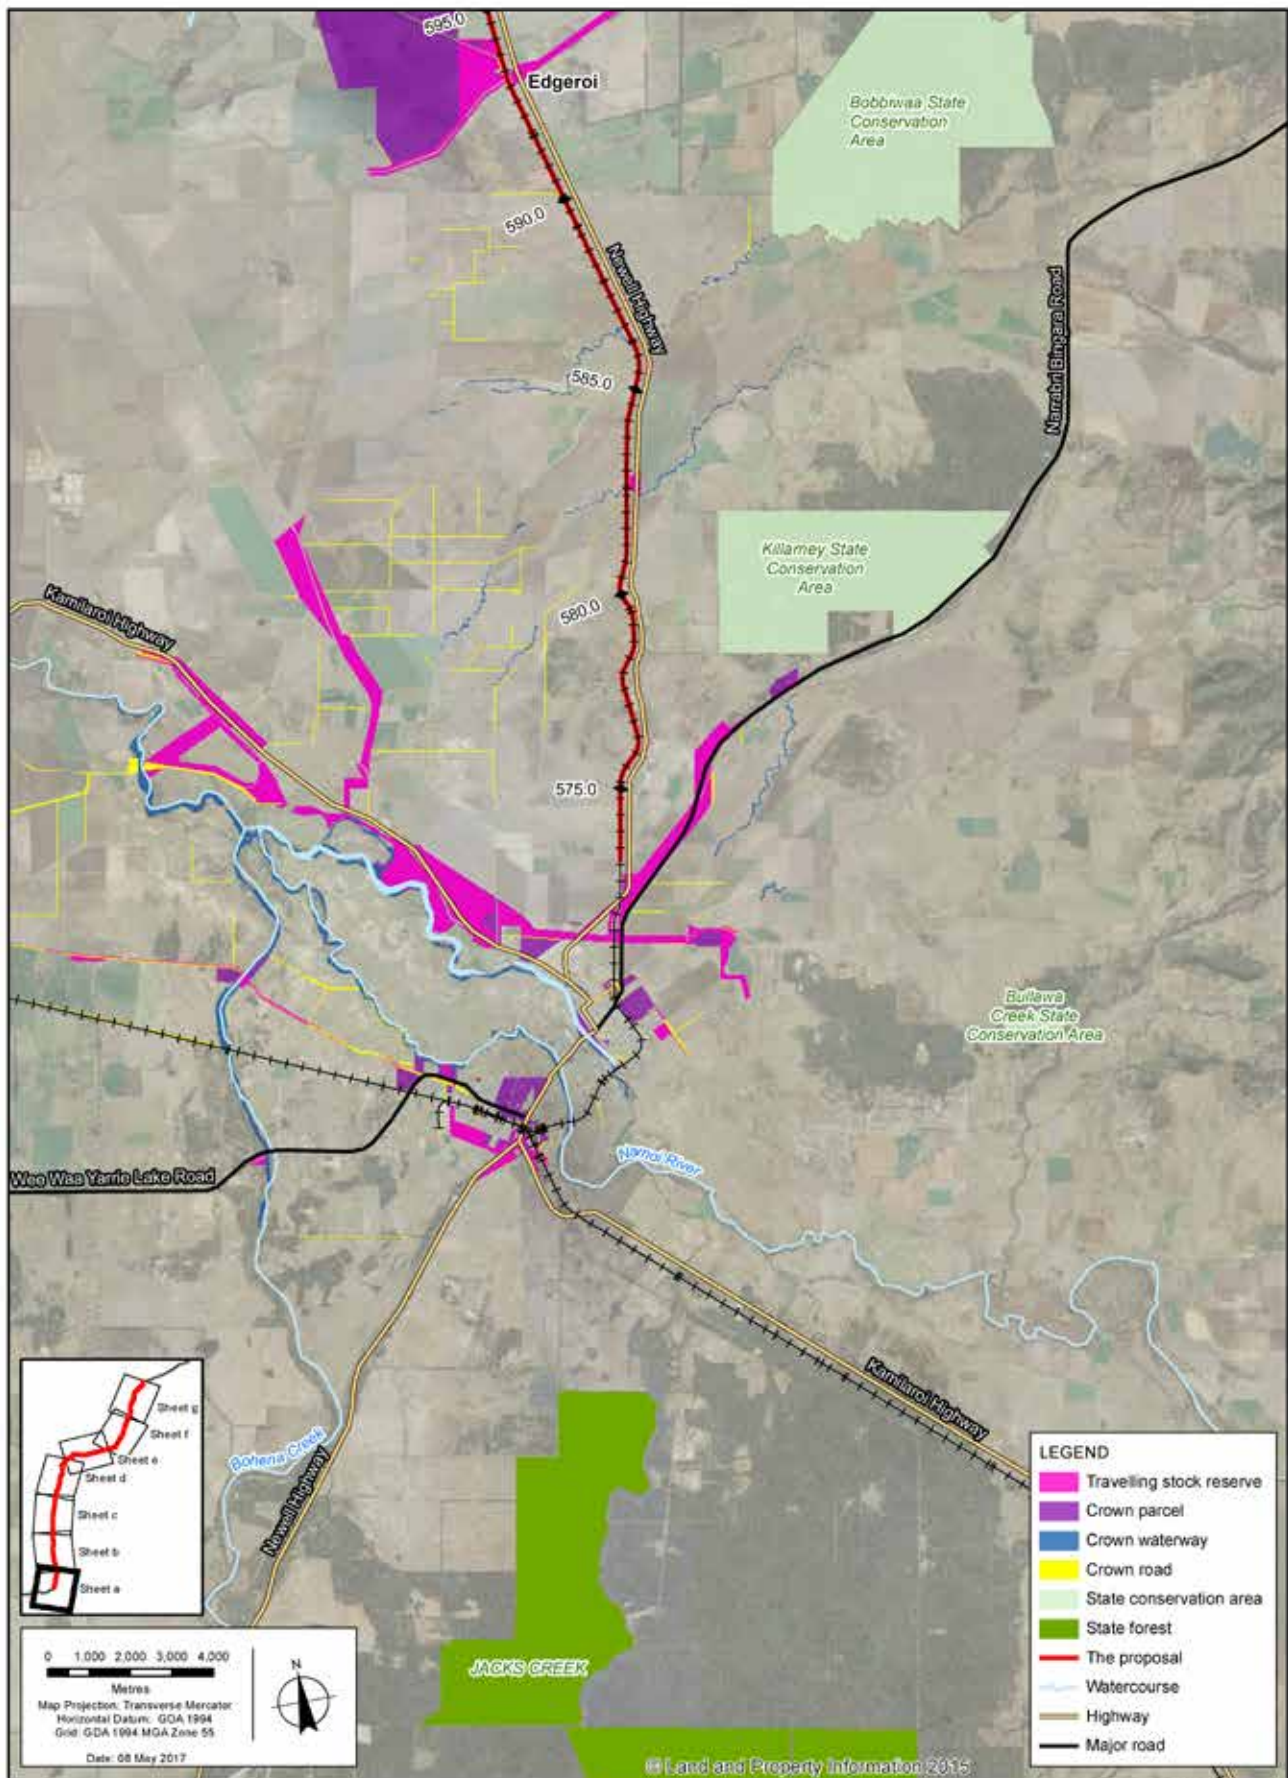 595.0
Edgeroi
Bobbiwaa State
Conservation
Area
590.0
Newell Highway
Narrabri Bingara Road
585.0
Killarney State
Conservation
Area
Kamilaroi Highway
580.0
575.0
Bullawa
Creek State
Conservation Area
Namoi River
Wee Waa Yarrie Lake Road
Kamilaroi Highway
Bohena Creek
Newell Highway
JACKS CREEK
Sheet g
Sheet f
Sheet e
Sheet d
Sheet c
Sheet b
Sheet a
0 1,000 2,000 3,000 4,000
Metres
Map Projection: Transverse Mercator
Horizontal Datum: GDA 1994
Grid: GDA 1994 MGA Zone 55
Date: 08 May 2017
N
LEGEND
Travelling stock reserve
Crown parcel
Crown waterway
Crown road
State conservation area
State forest
The proposal
Watercourse
Highway
Major road
© Land and Property Information 2015